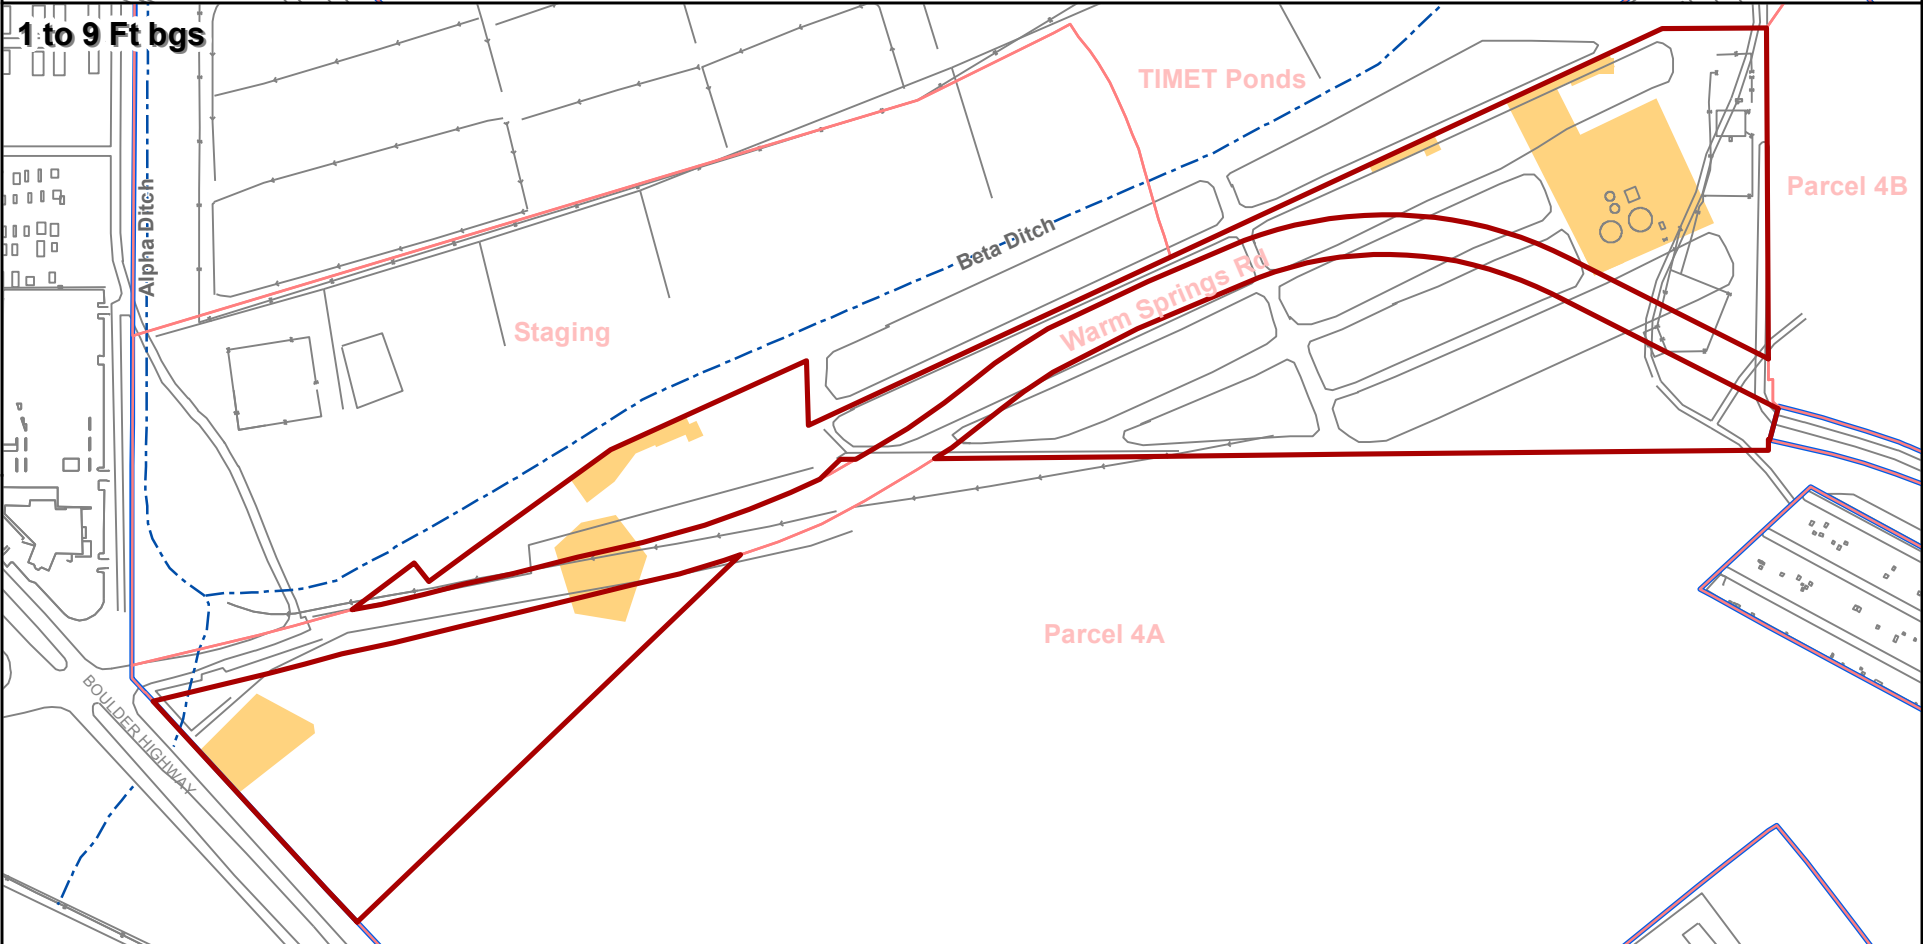 1 to 9 Ft bgs
TIMET Ponds
Parcel 4B
Alpha Ditch
Beta Ditch
Warm Springs Rd
Staging
Parcel 4A
BOULDER HIGHWAY